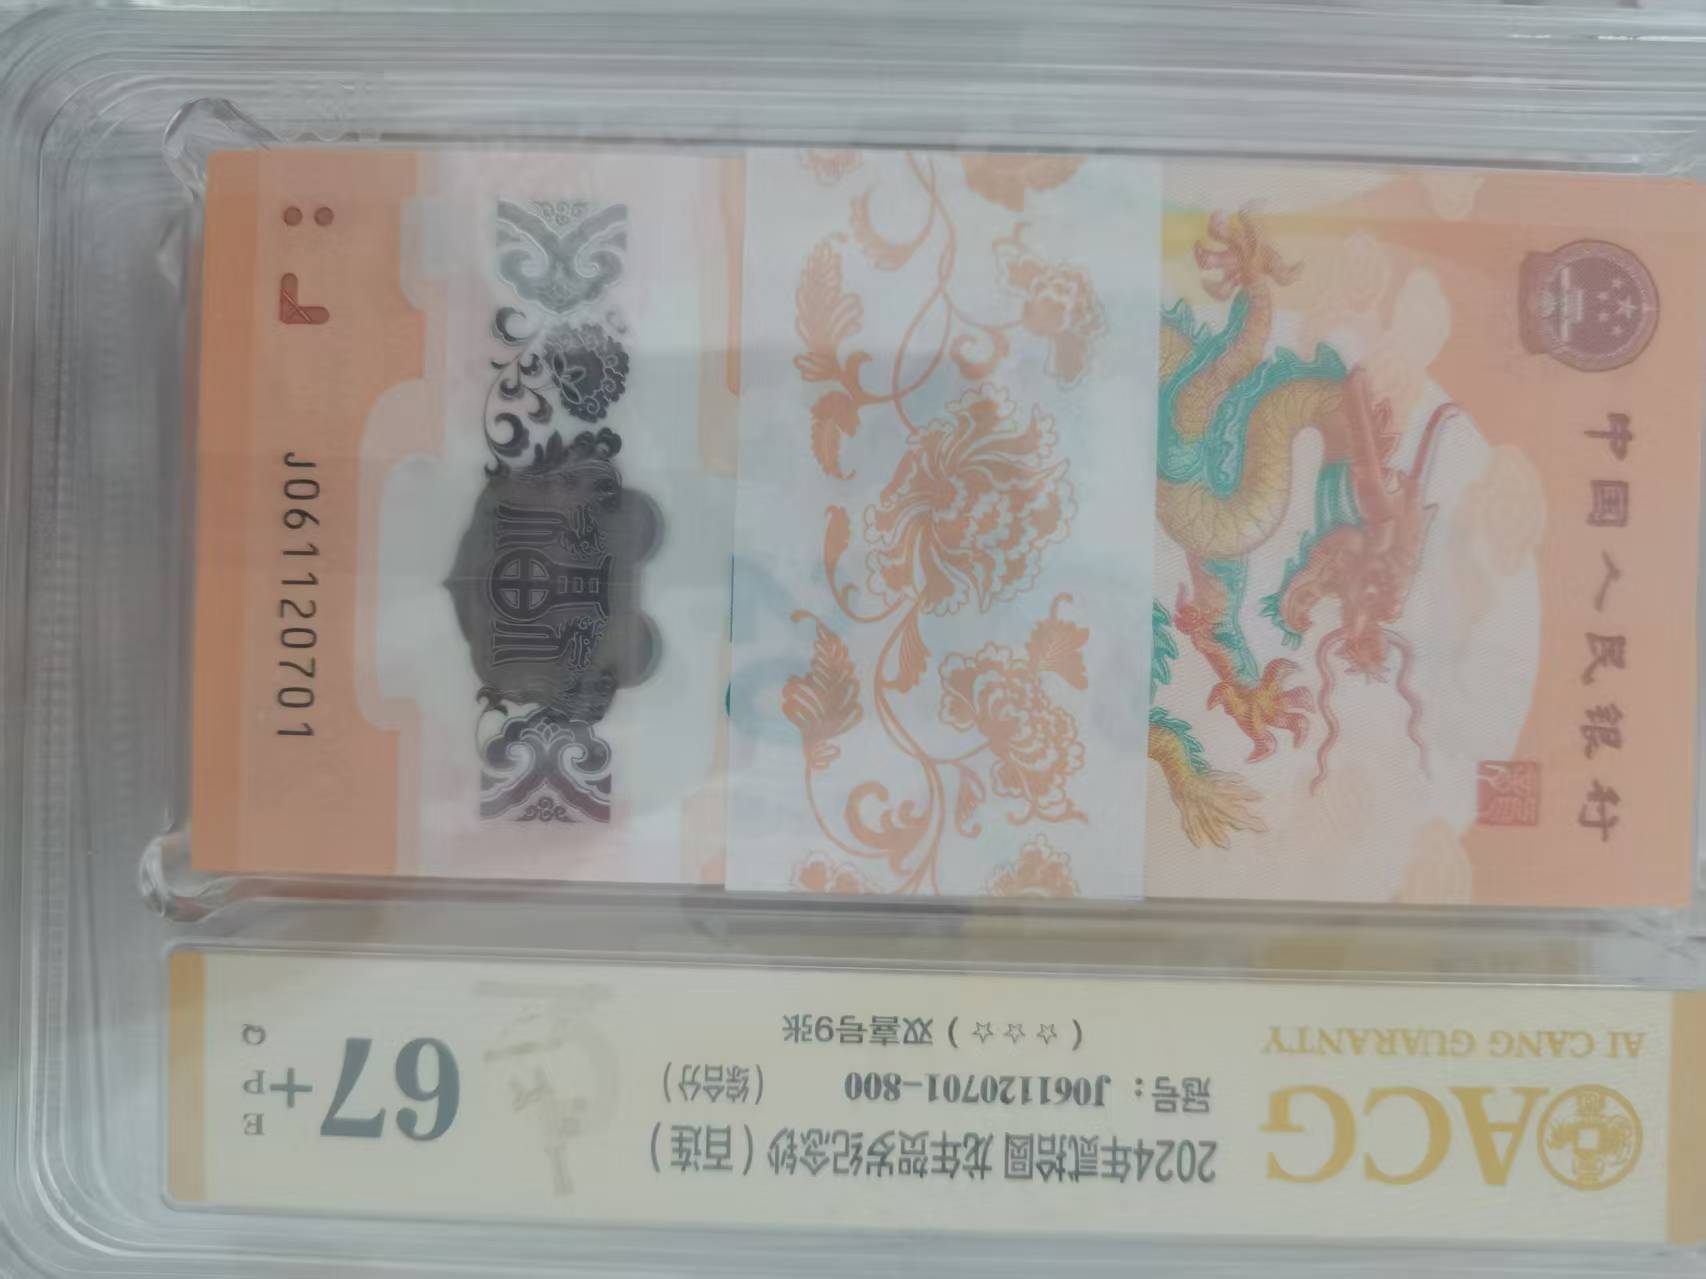 中国人民银行
J061120701
ACG
AI CANG GUARANTY
2024年贰拾圆 龙年贺岁纪念钞（百连）
冠号：J061120701-800 （综合分）
（☆☆☆）双喜号9张
67+
E
P
Q